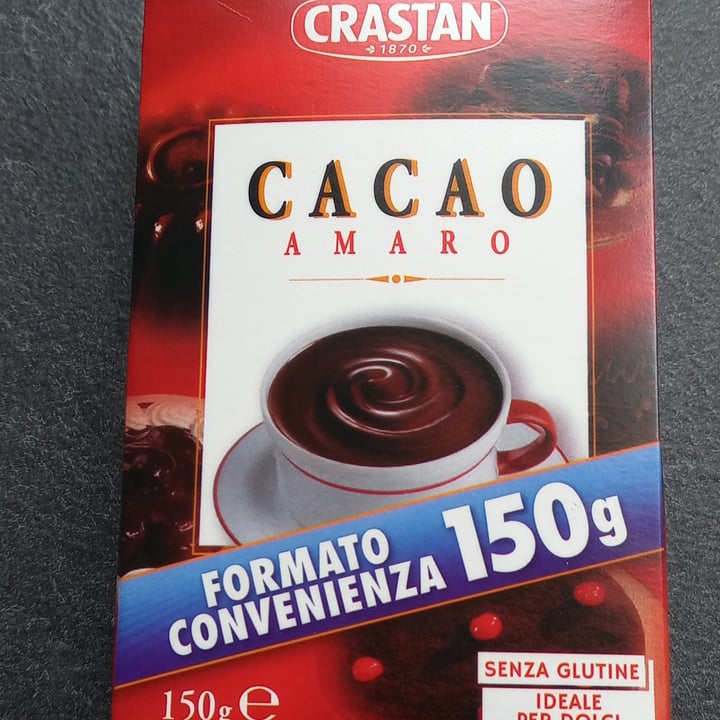 CRASTAN
1870
CACAO
AMARO
FORMATO
CONVENIENZA 150g
150g e
SENZA GLUTINE
IDEALE
PER DOLCI